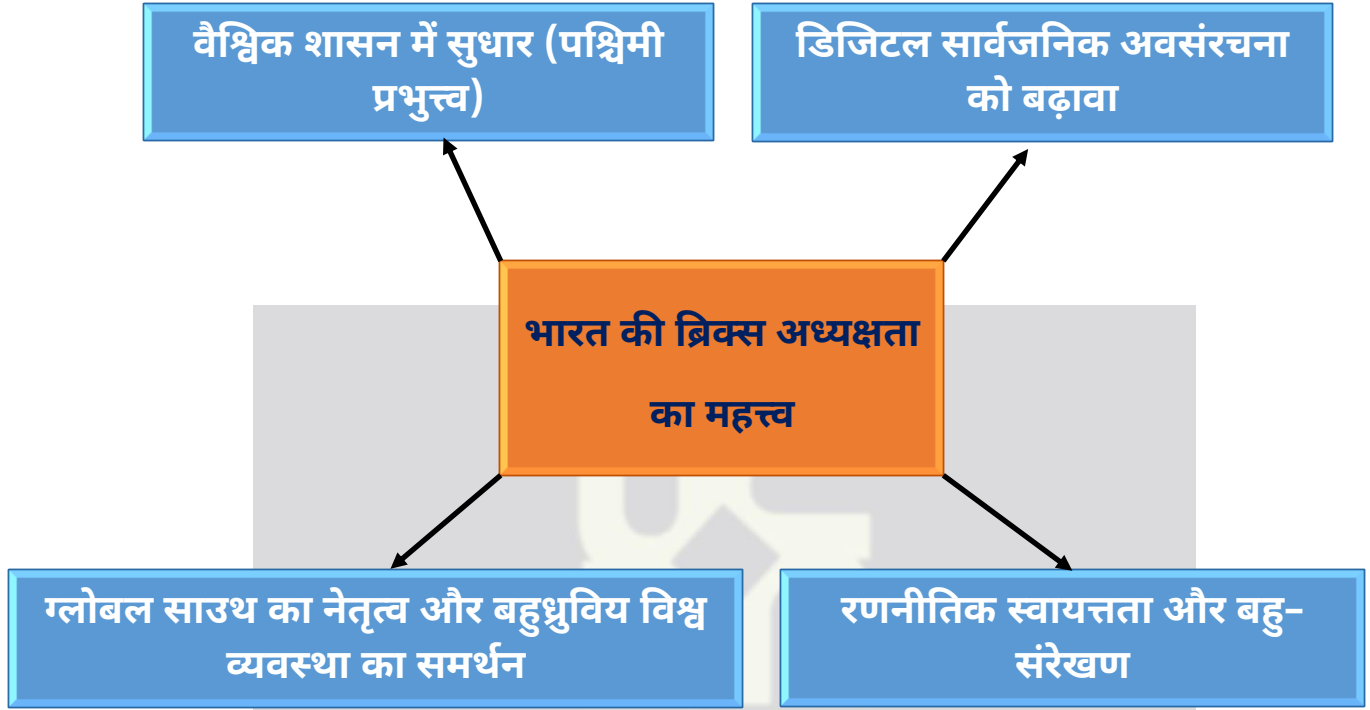 वैश्विक शासन में सुधार (पश्चिमी
प्रभुत्त्व)
डिजिटल सार्वजनिक अवसंरचना
को बढ़ावा
भारत की ब्रिक्स अध्यक्षता
का महत्त्व
ग्लोबल साउथ का नेतृत्व और बहुध्रुविय विश्व
व्यवस्था का समर्थन
रणनीतिक स्वायत्तता और बहु–
संरेखण